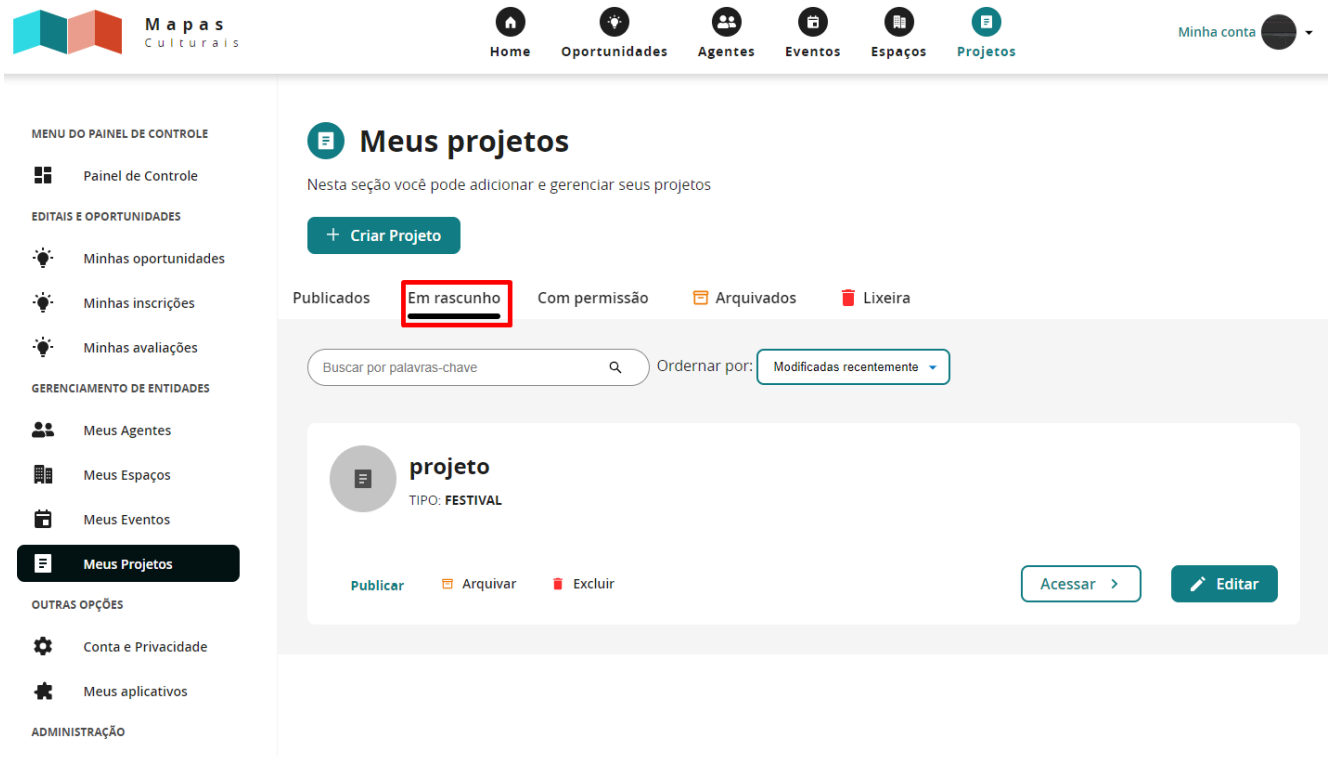 Mapas
Culturais
Home
Oportunidades
Agentes
Eventos
Espaços
Projetos
Minha conta
MENU DO PAINEL DE CONTROLE
Painel de Controle
EDITAIS E OPORTUNIDADES
Minhas oportunidades
Minhas inscrições
Minhas avaliações
GERENCIAMENTO DE ENTIDADES
Meus Agentes
Meus Espaços
Meus Eventos
Meus Projetos
OUTRAS OPÇÕES
Conta e Privacidade
Meus aplicativos
ADMINISTRAÇÃO
Meus projetos
Nesta seção você pode adicionar e gerenciar seus projetos
+ Criar Projeto
Publicados
Em rascunho
Com permissão
Arquivados
Lixeira
Buscar por palavras-chave
Ordernar por:
Modificadas recentemente
projeto
TIPO: FESTIVAL
Publicar
Arquivar
Excluir
Acessar >
Editar